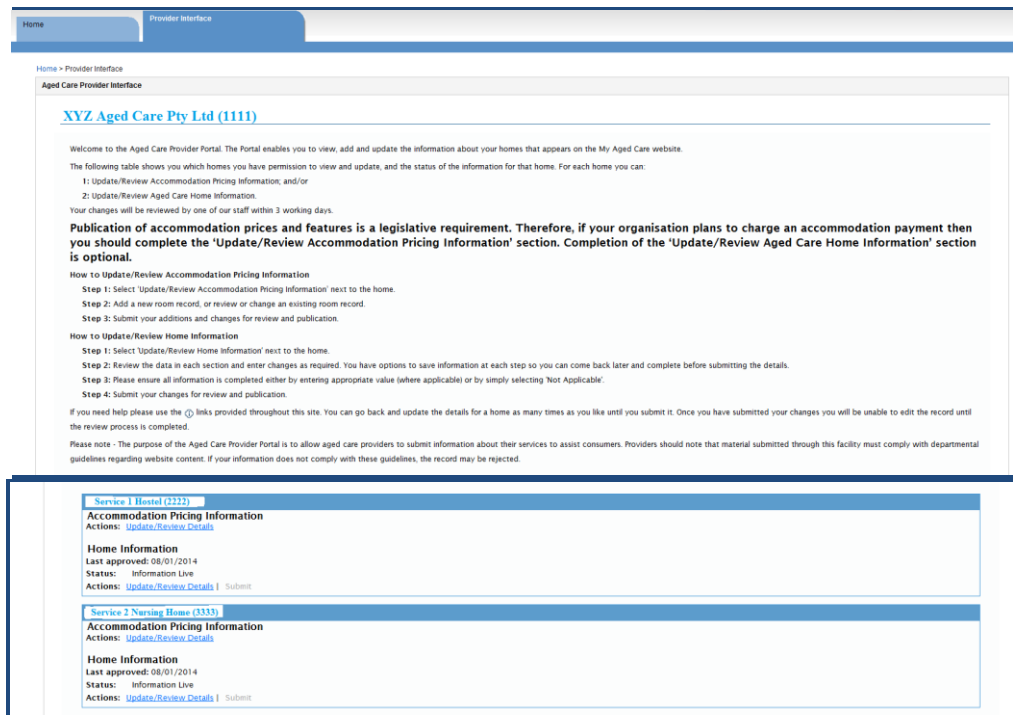 Home
Provider Interface
Home > Provider Interface
Aged Care Provider Interface
XYZ Aged Care Pty Ltd (1111)
Welcome to the Aged Care Provider Portal. The Portal enables you to view, add and update the information about your homes that appears on the My Aged Care website.
The following table shows you which homes you have permission to view and update, and the status of the information for that home. For each home you can:
1: Update/Review Accommodation Pricing Information; and/or
2: Update/Review Aged Care Home Information.
Your changes will be reviewed by one of our staff within 3 working days.
Publication of accommodation prices and features is a legislative requirement. Therefore, if your organisation plans to charge an accommodation payment then
you should complete the ‘Update/Review Accommodation Pricing Information’ section. Completion of the ‘Update/Review Aged Care Home Information’ section
is optional.
How to Update/Review Accommodation Pricing Information
Step 1: Select 'Update/Review Accommodation Pricing Information' next to the home.
Step 2: Add a new room record, or review or change an existing room record.
Step 3: Submit your additions and changes for review and publication.
How to Update/Review Home Information
Step 1: Select 'Update/Review Home Information' next to the home.
Step 2: Review the data in each section and enter changes as required. You have options to save information at each step so you can come back later and complete before submitting the details.
Step 3: Please ensure all information is completed either by entering appropriate value (where applicable) or by simply selecting 'Not Applicable'.
Step 4: Submit your changes for review and publication.
If you need help please use the ⓘ links provided throughout this site. You can go back and update the details for a home as many times as you like until you submit it. Once you have submitted your changes you will be unable to edit the record until
the review process is completed.
Please note - The purpose of the Aged Care Provider Portal is to allow aged care providers to submit information about their services to assist consumers. Providers should note that material submitted through this facility must comply with departmental
guidelines regarding website content. If your information does not comply with these guidelines, the record may be rejected.
Service 1 Hostel (2222)
Accommodation Pricing Information
Actions: Update/Review Details
Home Information
Last approved: 08/01/2014
Status: Information Live
Actions: Update/Review Details | Submit
Service 2 Nursing Home (3333)
Accommodation Pricing Information
Actions: Update/Review Details
Home Information
Last approved: 08/01/2014
Status: Information Live
Actions: Update/Review Details | Submit